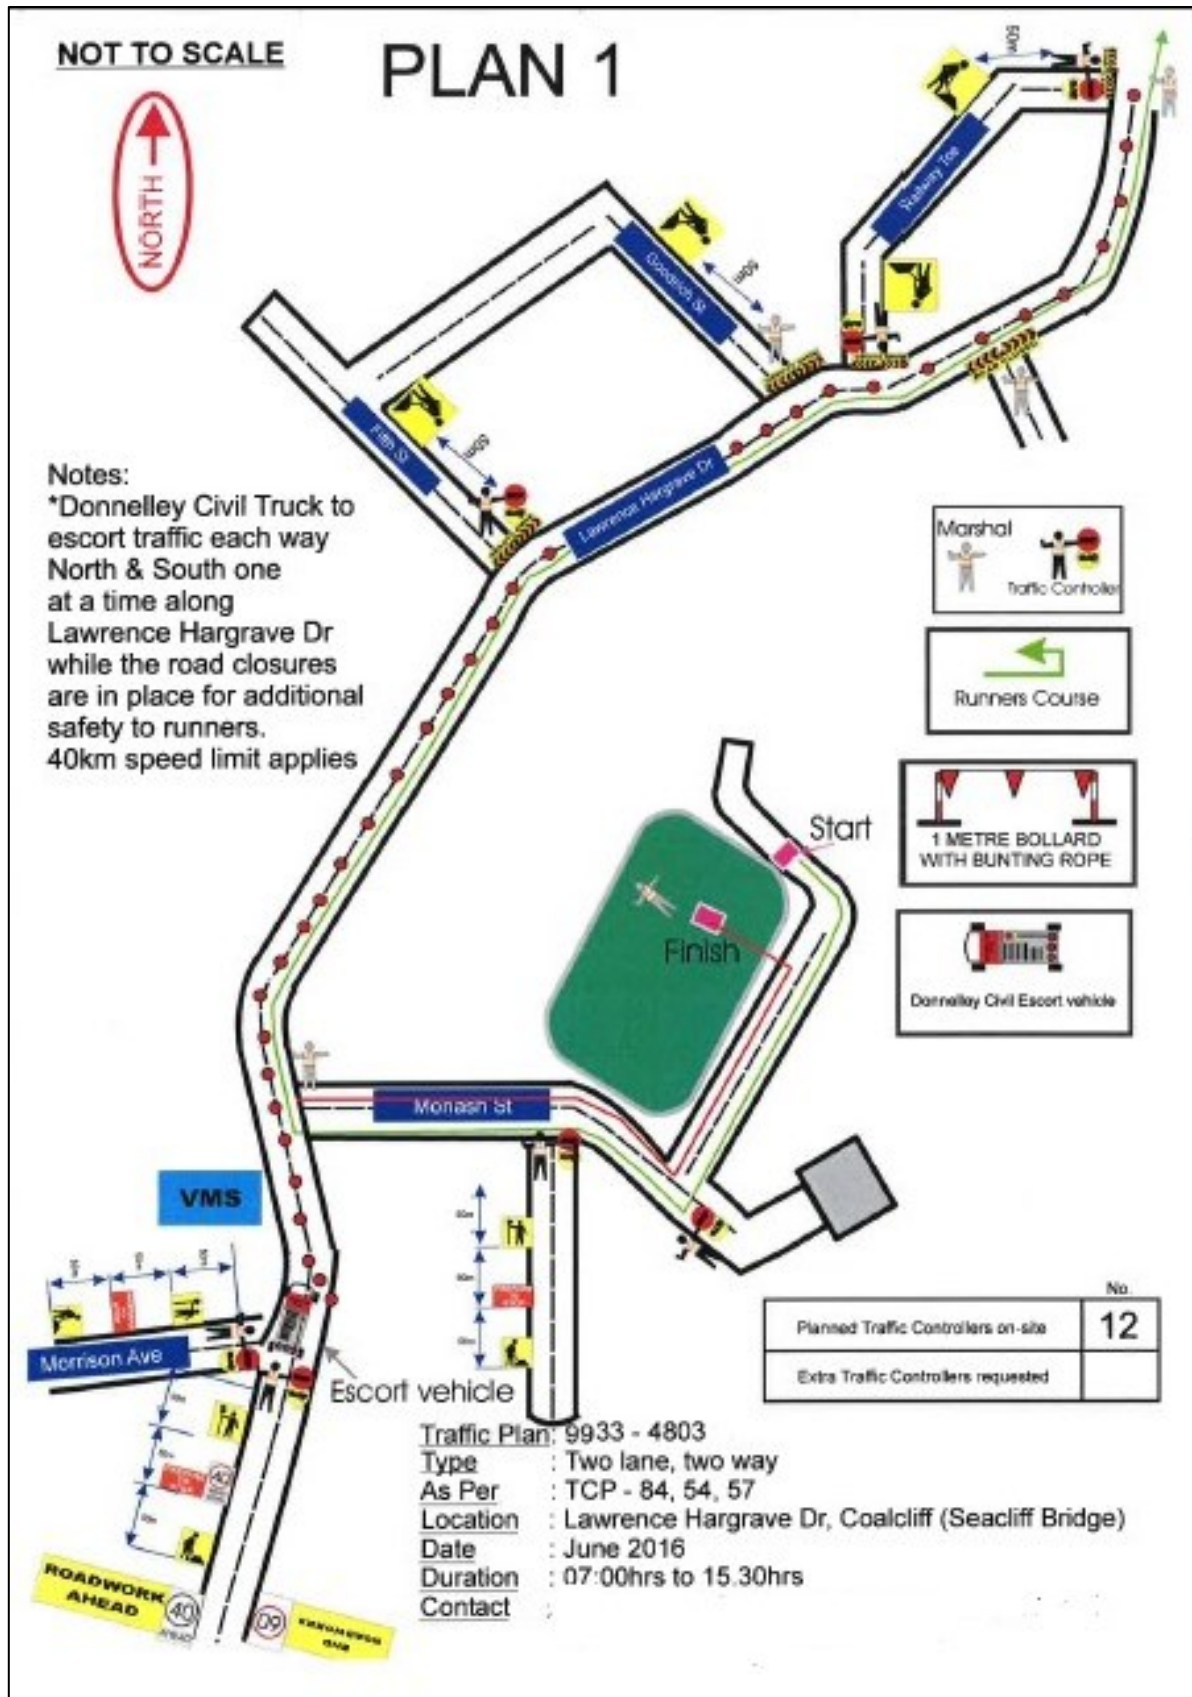 NOT TO SCALE
PLAN 1
NORTH
50m
Railway Tce
Goodrich St
50m
Fifth St
50m
Lawrence Hargrave Dr
Notes:
*Donnelley Civil Truck to
escort traffic each way
North & South one
at a time along
Lawrence Hargrave Dr
while the road closures
are in place for additional
safety to runners.
40km speed limit applies
Marshal
Traffic Controller
Runners Course
1 METRE BOLLARD
WITH BUNTING ROPE
Donnelley Civil Escort vehicle
Start
Finish
Monash St
VMS
Morrison Ave
Escort vehicle
No.
Planned Traffic Controllers on-site 12
Extra Traffic Controllers requested
Traffic Plan: 9933 - 4803
Type : Two lane, two way
As Per : TCP - 84, 54, 57
Location : Lawrence Hargrave Dr, Coalcliff (Seacliff Bridge)
Date : June 2016
Duration : 07:00hrs to 15.30hrs
Contact :
ROADWORK
AHEAD
40
AHEAD
60
END
ROADWORK